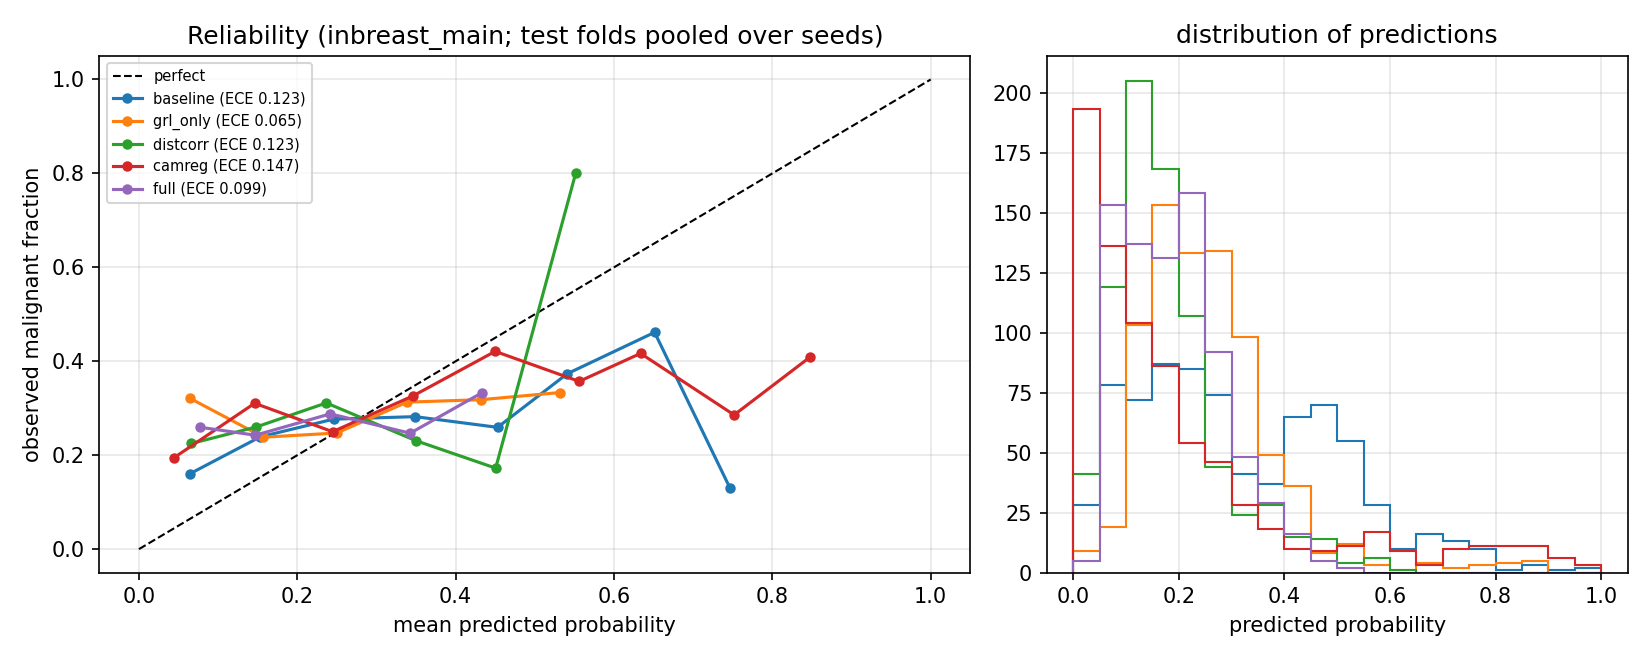 Reliability (inbreast_main; test folds pooled over seeds)
perfect
baseline (ECE 0.123)
grl_only (ECE 0.065)
distcorr (ECE 0.123)
camreg (ECE 0.147)
full (ECE 0.099)
observed malignant fraction
1.0
0.8
0.6
0.4
0.2
0.0
0.0 0.2 0.4 0.6 0.8 1.0
mean predicted probability
distribution of predictions
200
175
150
125
100
75
50
25
0
0.0 0.2 0.4 0.6 0.8 1.0
predicted probability